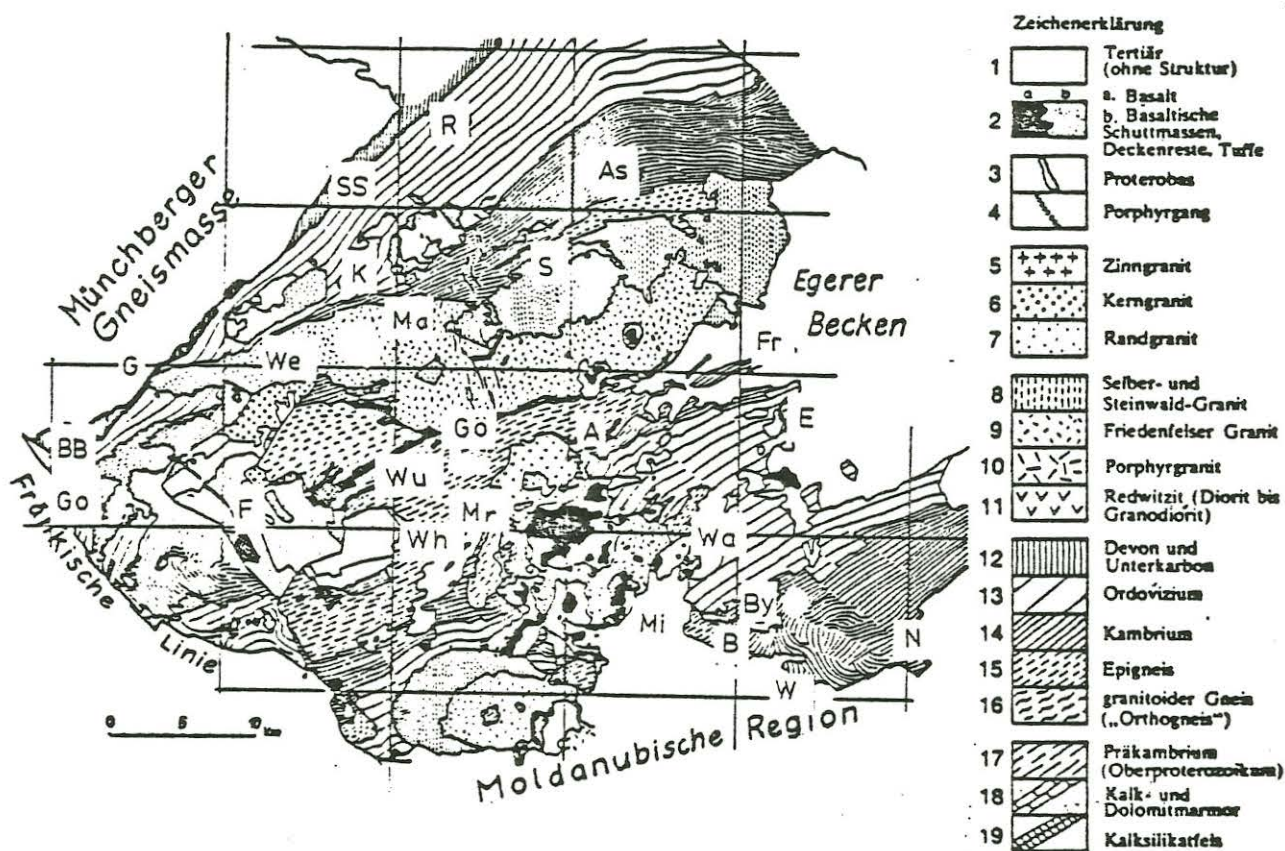 Münchberger
Gneismasse
Egerer
Becken
Fränkische
Linie
Moldanubische Region
R
SS
As
K
S
Ma
Fr
G
We
Gö
A
E
BB
Wu
Go
F
Mr
Wh
Wa
By
Mi
B
N
W
0 5 10 km
Zeichenerklärung
1 Tertiär
(ohne Struktur)
a b
2 a. Basalt
b. Basaltische
Schuttmassen,
Deckenreste, Tuffe
3 Proterobas
4 Porphyrgang
5 Zinngranit
6 Kerngranit
7 Randgranit
8 Selber- und
Steinwald-Granit
9 Friedenfelser Granit
10 Porphyrgranit
11 Redwitzit (Diorit bis
Granodiorit)
12 Devon und
Unterkarbon
13 Ordovizium
14 Kambrium
15 Epigneis
16 granitoider Gneis
(„Orthogneis“)
17 Präkambrium
(Oberproterozoikum)
18 Kalk- und
Dolomitmarmor
19 Kalksilikatfels